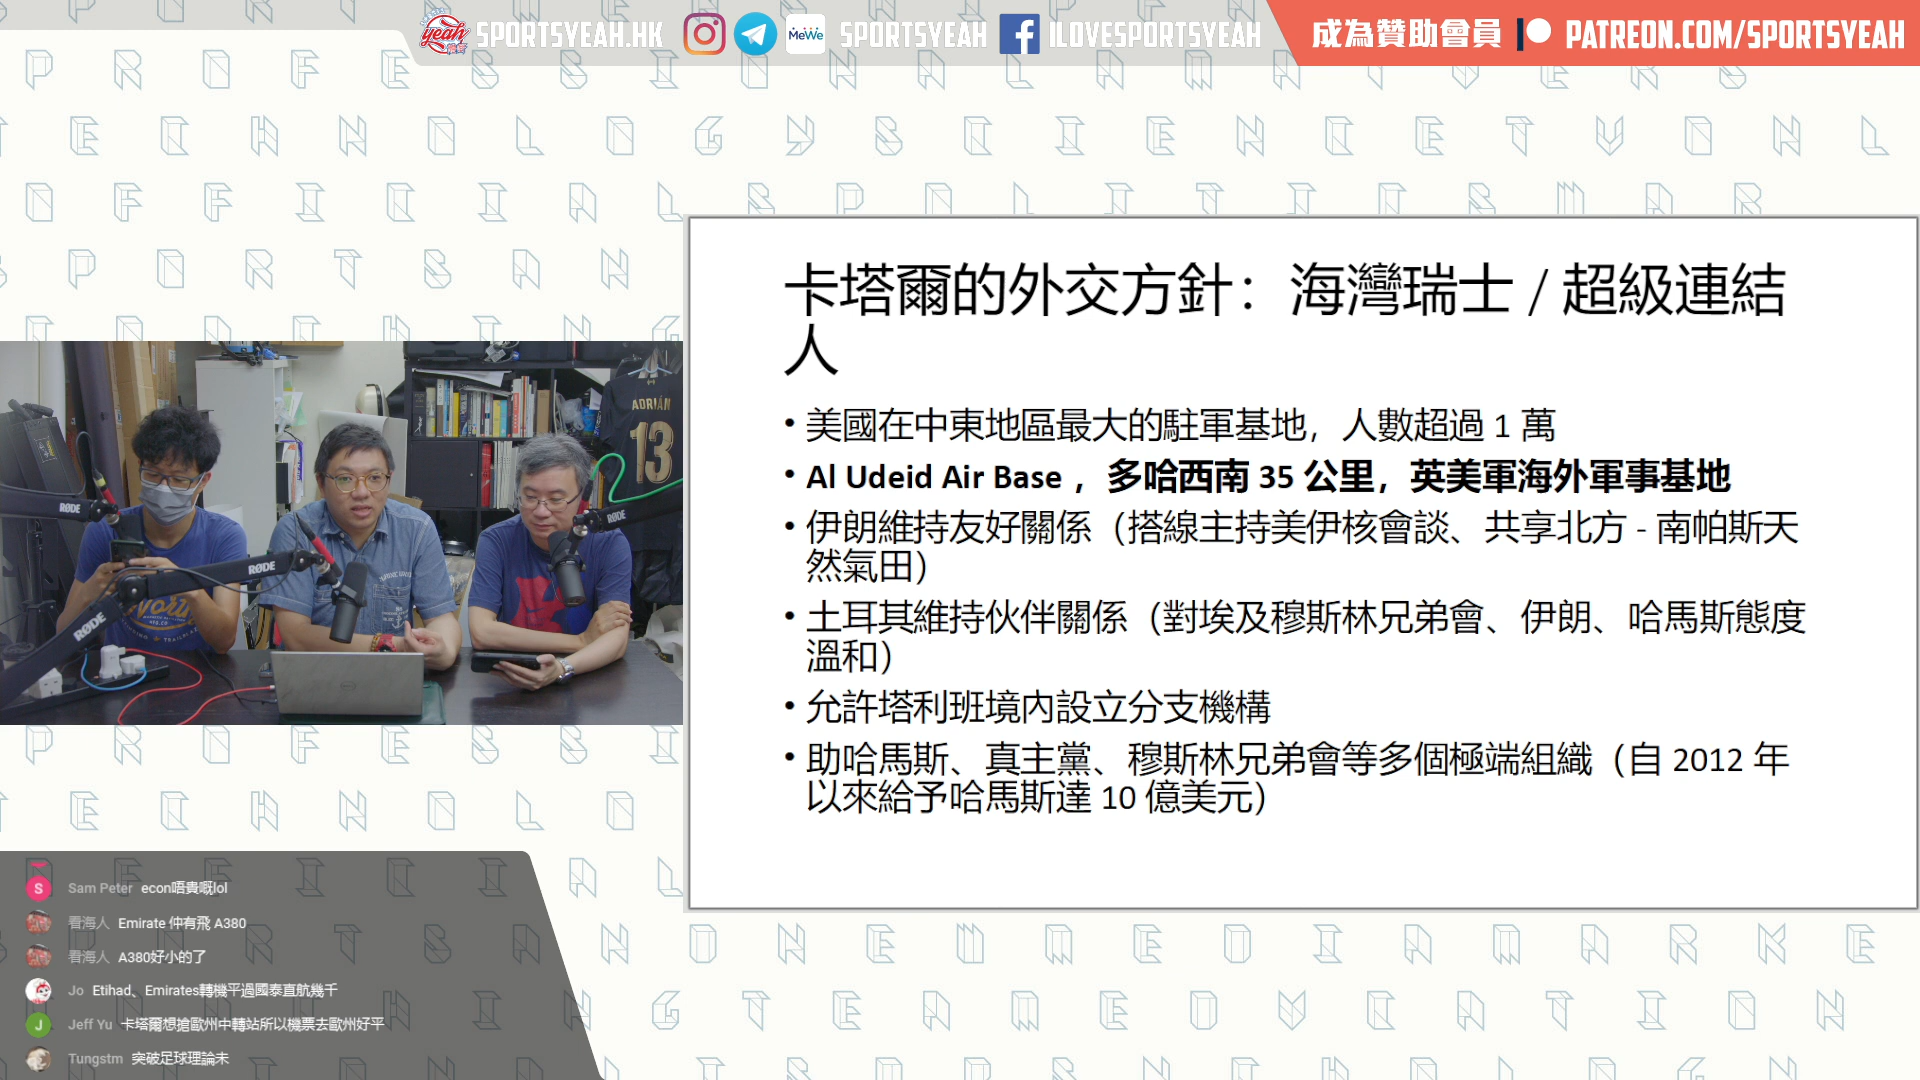 yeah SPORTSYEAH.HK MeWe SPORTSYEAH ILOVESPORTSYEAH 成為贊助會員 PATREON.COM/SPORTSYEAH
卡塔爾的外交方針：海灣瑞士 / 超級連結
人
• 美國在中東地區最大的駐軍基地，人數超過 1 萬
• Al Udeid Air Base ，多哈西南 35 公里，英美軍海外軍事基地
• 伊朗維持友好關係（搭線主持美伊核會談、共享北方 - 南帕斯天
然氣田）
• 土耳其維持伙伴關係（對埃及穆斯林兄弟會、伊朗、哈馬斯態度
溫和）
• 允許塔利班境內設立分支機構
• 助哈馬斯、真主黨、穆斯林兄弟會等多個極端組織（自 2012 年
以來給予哈馬斯達 10 億美元）
ADRIÁN
13
RØDE
RØDE
RØDE
RØDE
S Sam Peter econ唔貴嘅lol
看海人 Emirate 仲有飛 A380
看海人 A380好小的了
Jo Etihad、Emirates轉機平過國泰直航幾千
J Jeff Yu 卡塔爾想搶歐州中轉站所以機票去歐州好平
Tungstm 突破足球理論未